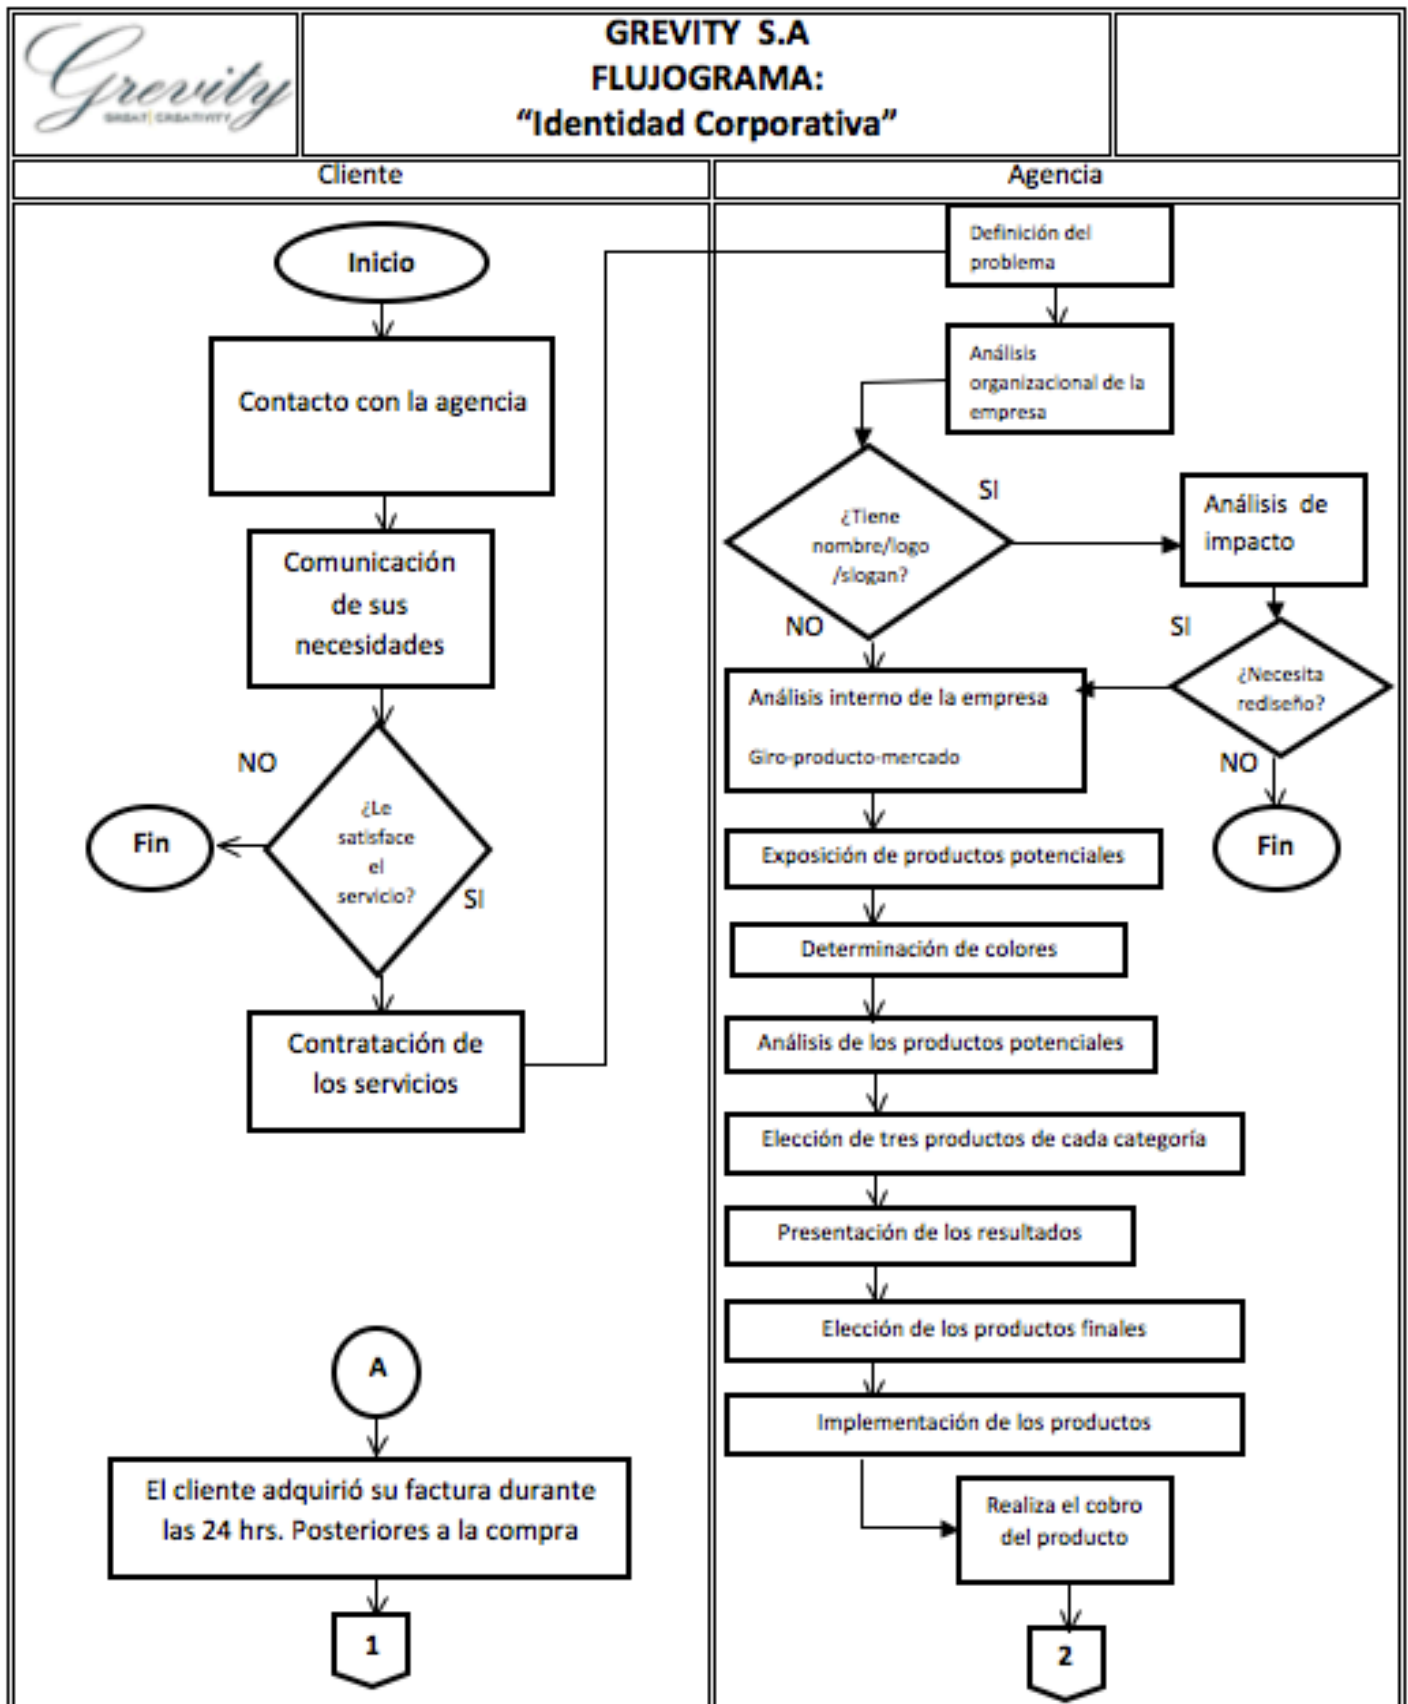 Grevity
GREAT CREATIVITY
GREVITY S.A
FLUJOGRAMA:
“Identidad Corporativa”
Cliente
Agencia
Inicio
Contacto con la agencia
Comunicación
de sus
necesidades
NO
¿Le
satisface
el
servicio?
SI
Fin
Contratación de
los servicios
A
El cliente adquirió su factura durante
las 24 hrs. Posteriores a la compra
1
Definición del
problema
Análisis
organizacional de la
empresa
¿Tiene
nombre/logo
/slogan?
SI
NO
Análisis de
impacto
SI
¿Necesita
rediseño?
NO
Fin
Análisis interno de la empresa
Giro-producto-mercado
Exposición de productos potenciales
Determinación de colores
Análisis de los productos potenciales
Elección de tres productos de cada categoría
Presentación de los resultados
Elección de los productos finales
Implementación de los productos
Realiza el cobro
del producto
2